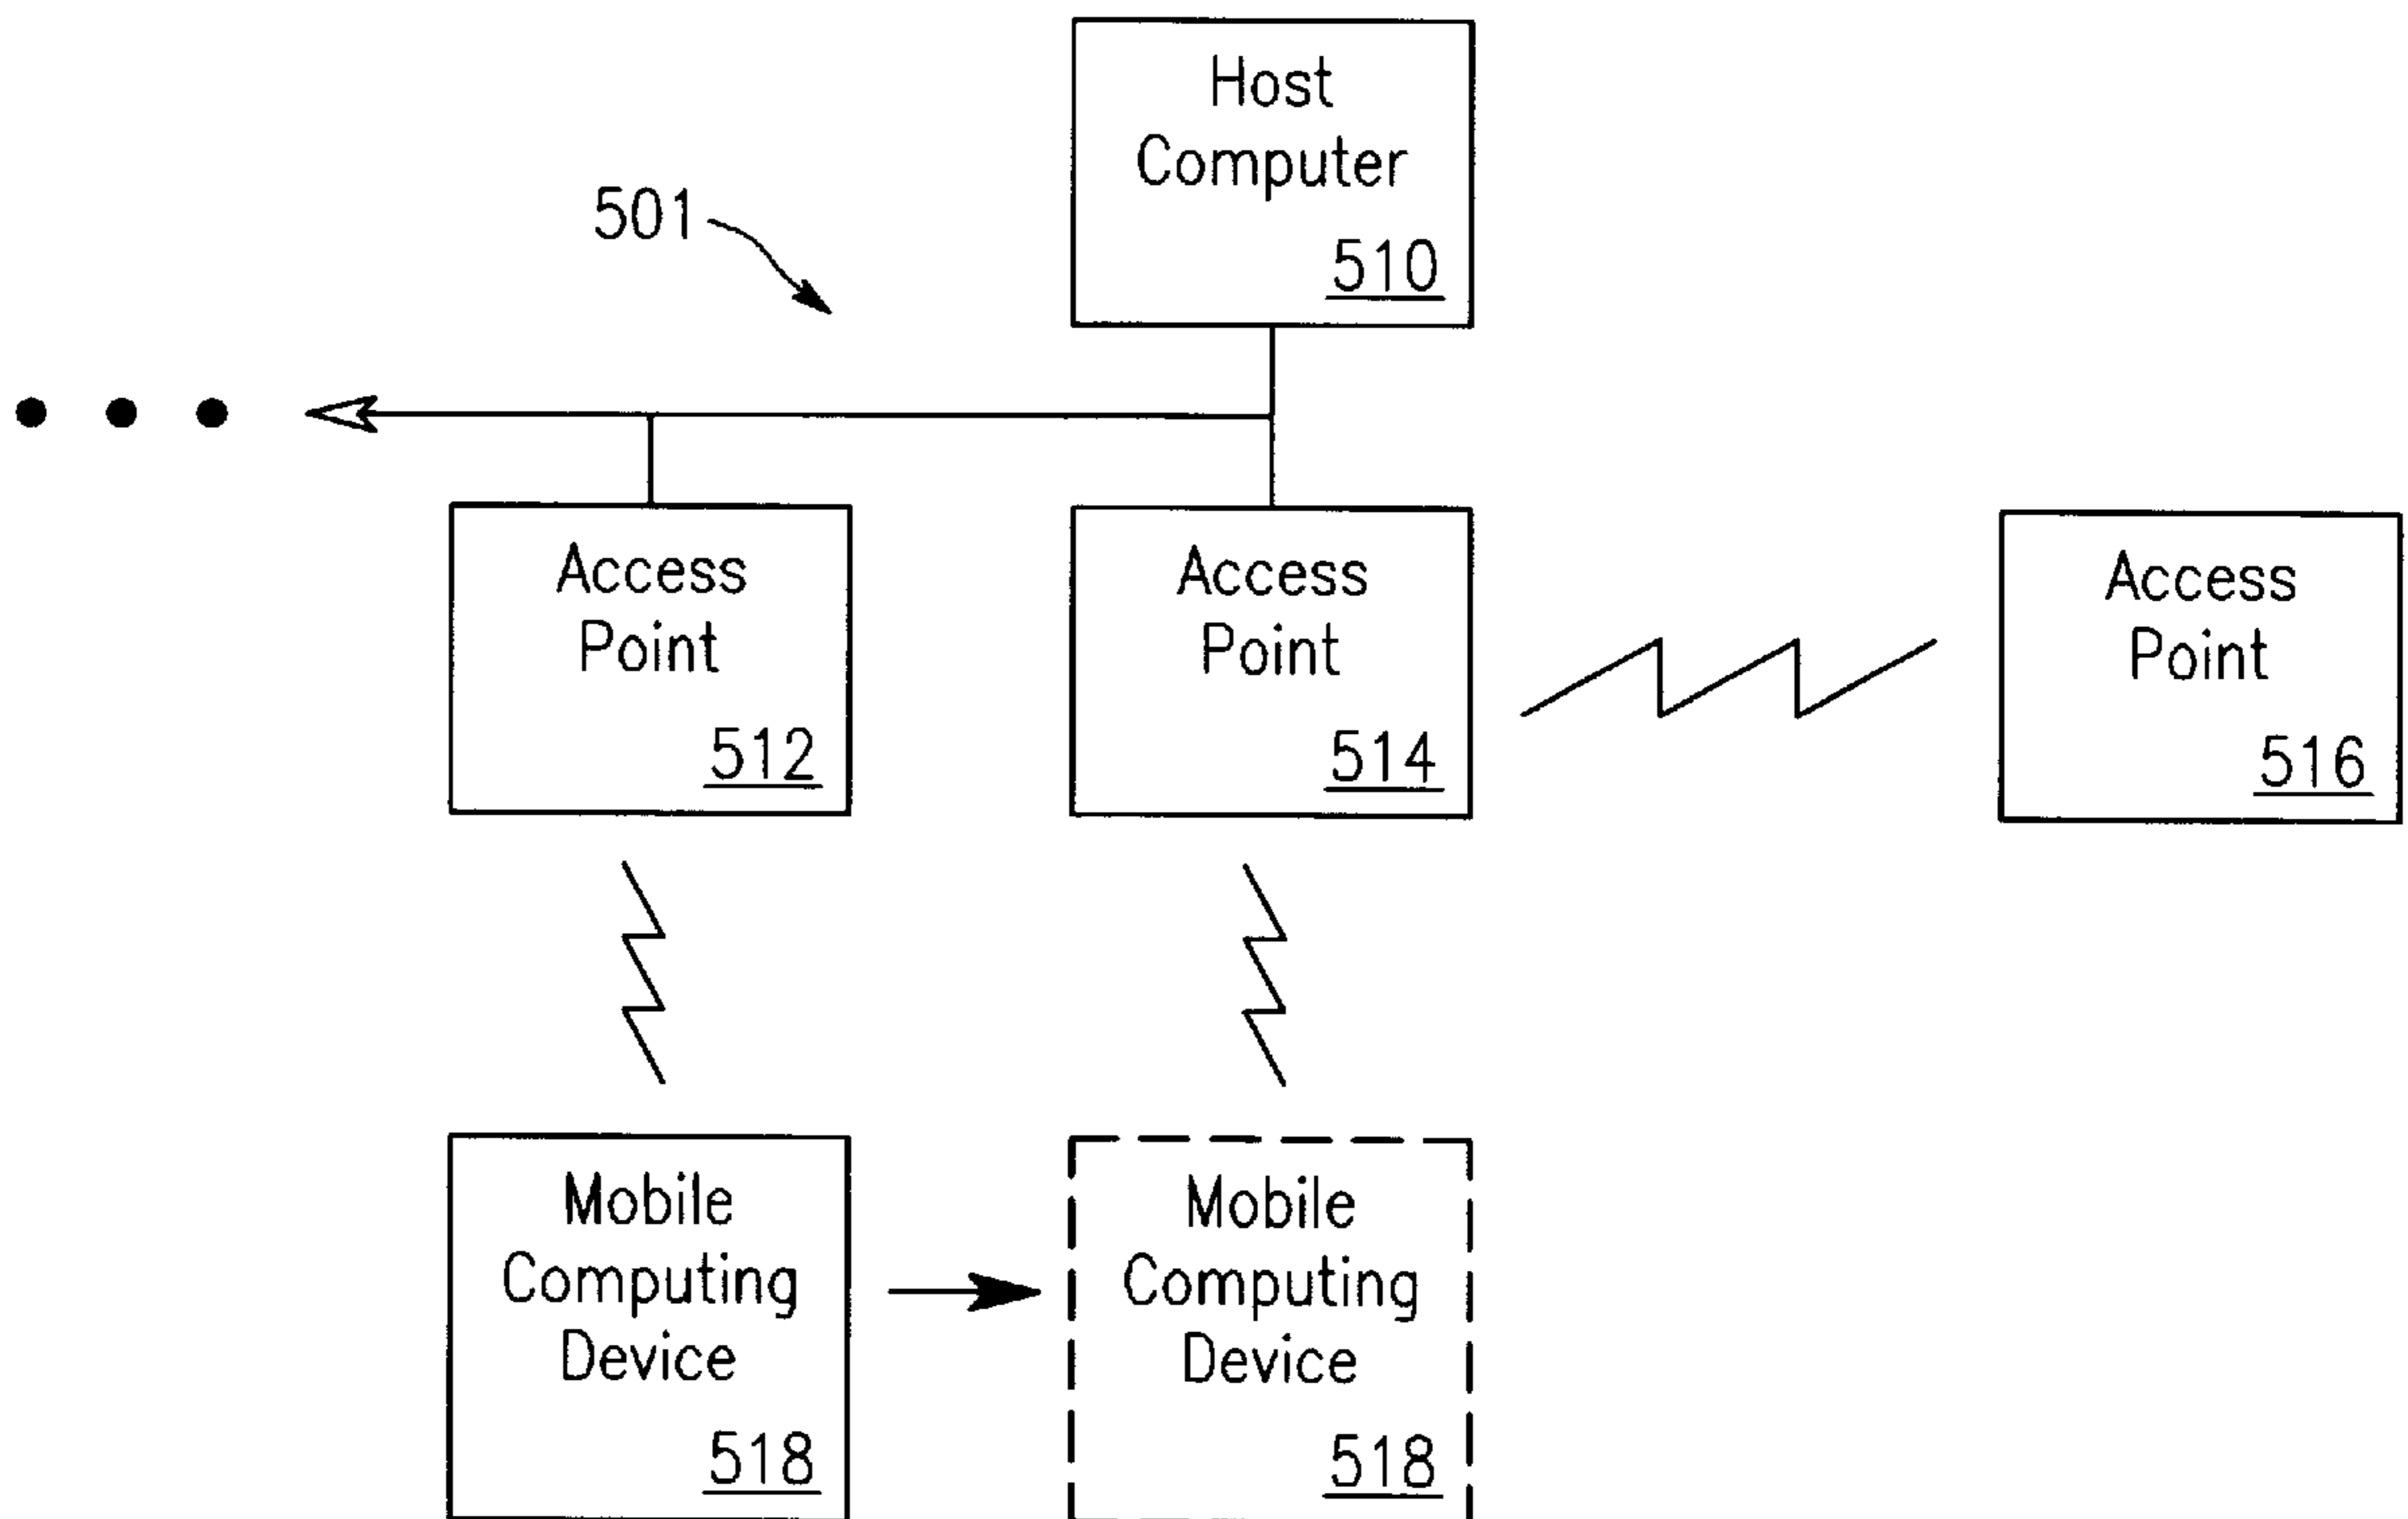 Host
Computer
510
501
Access
Point
512
Access
Point
514
Access
Point
516
Mobile
Computing
Device
518
Mobile
Computing
Device
518